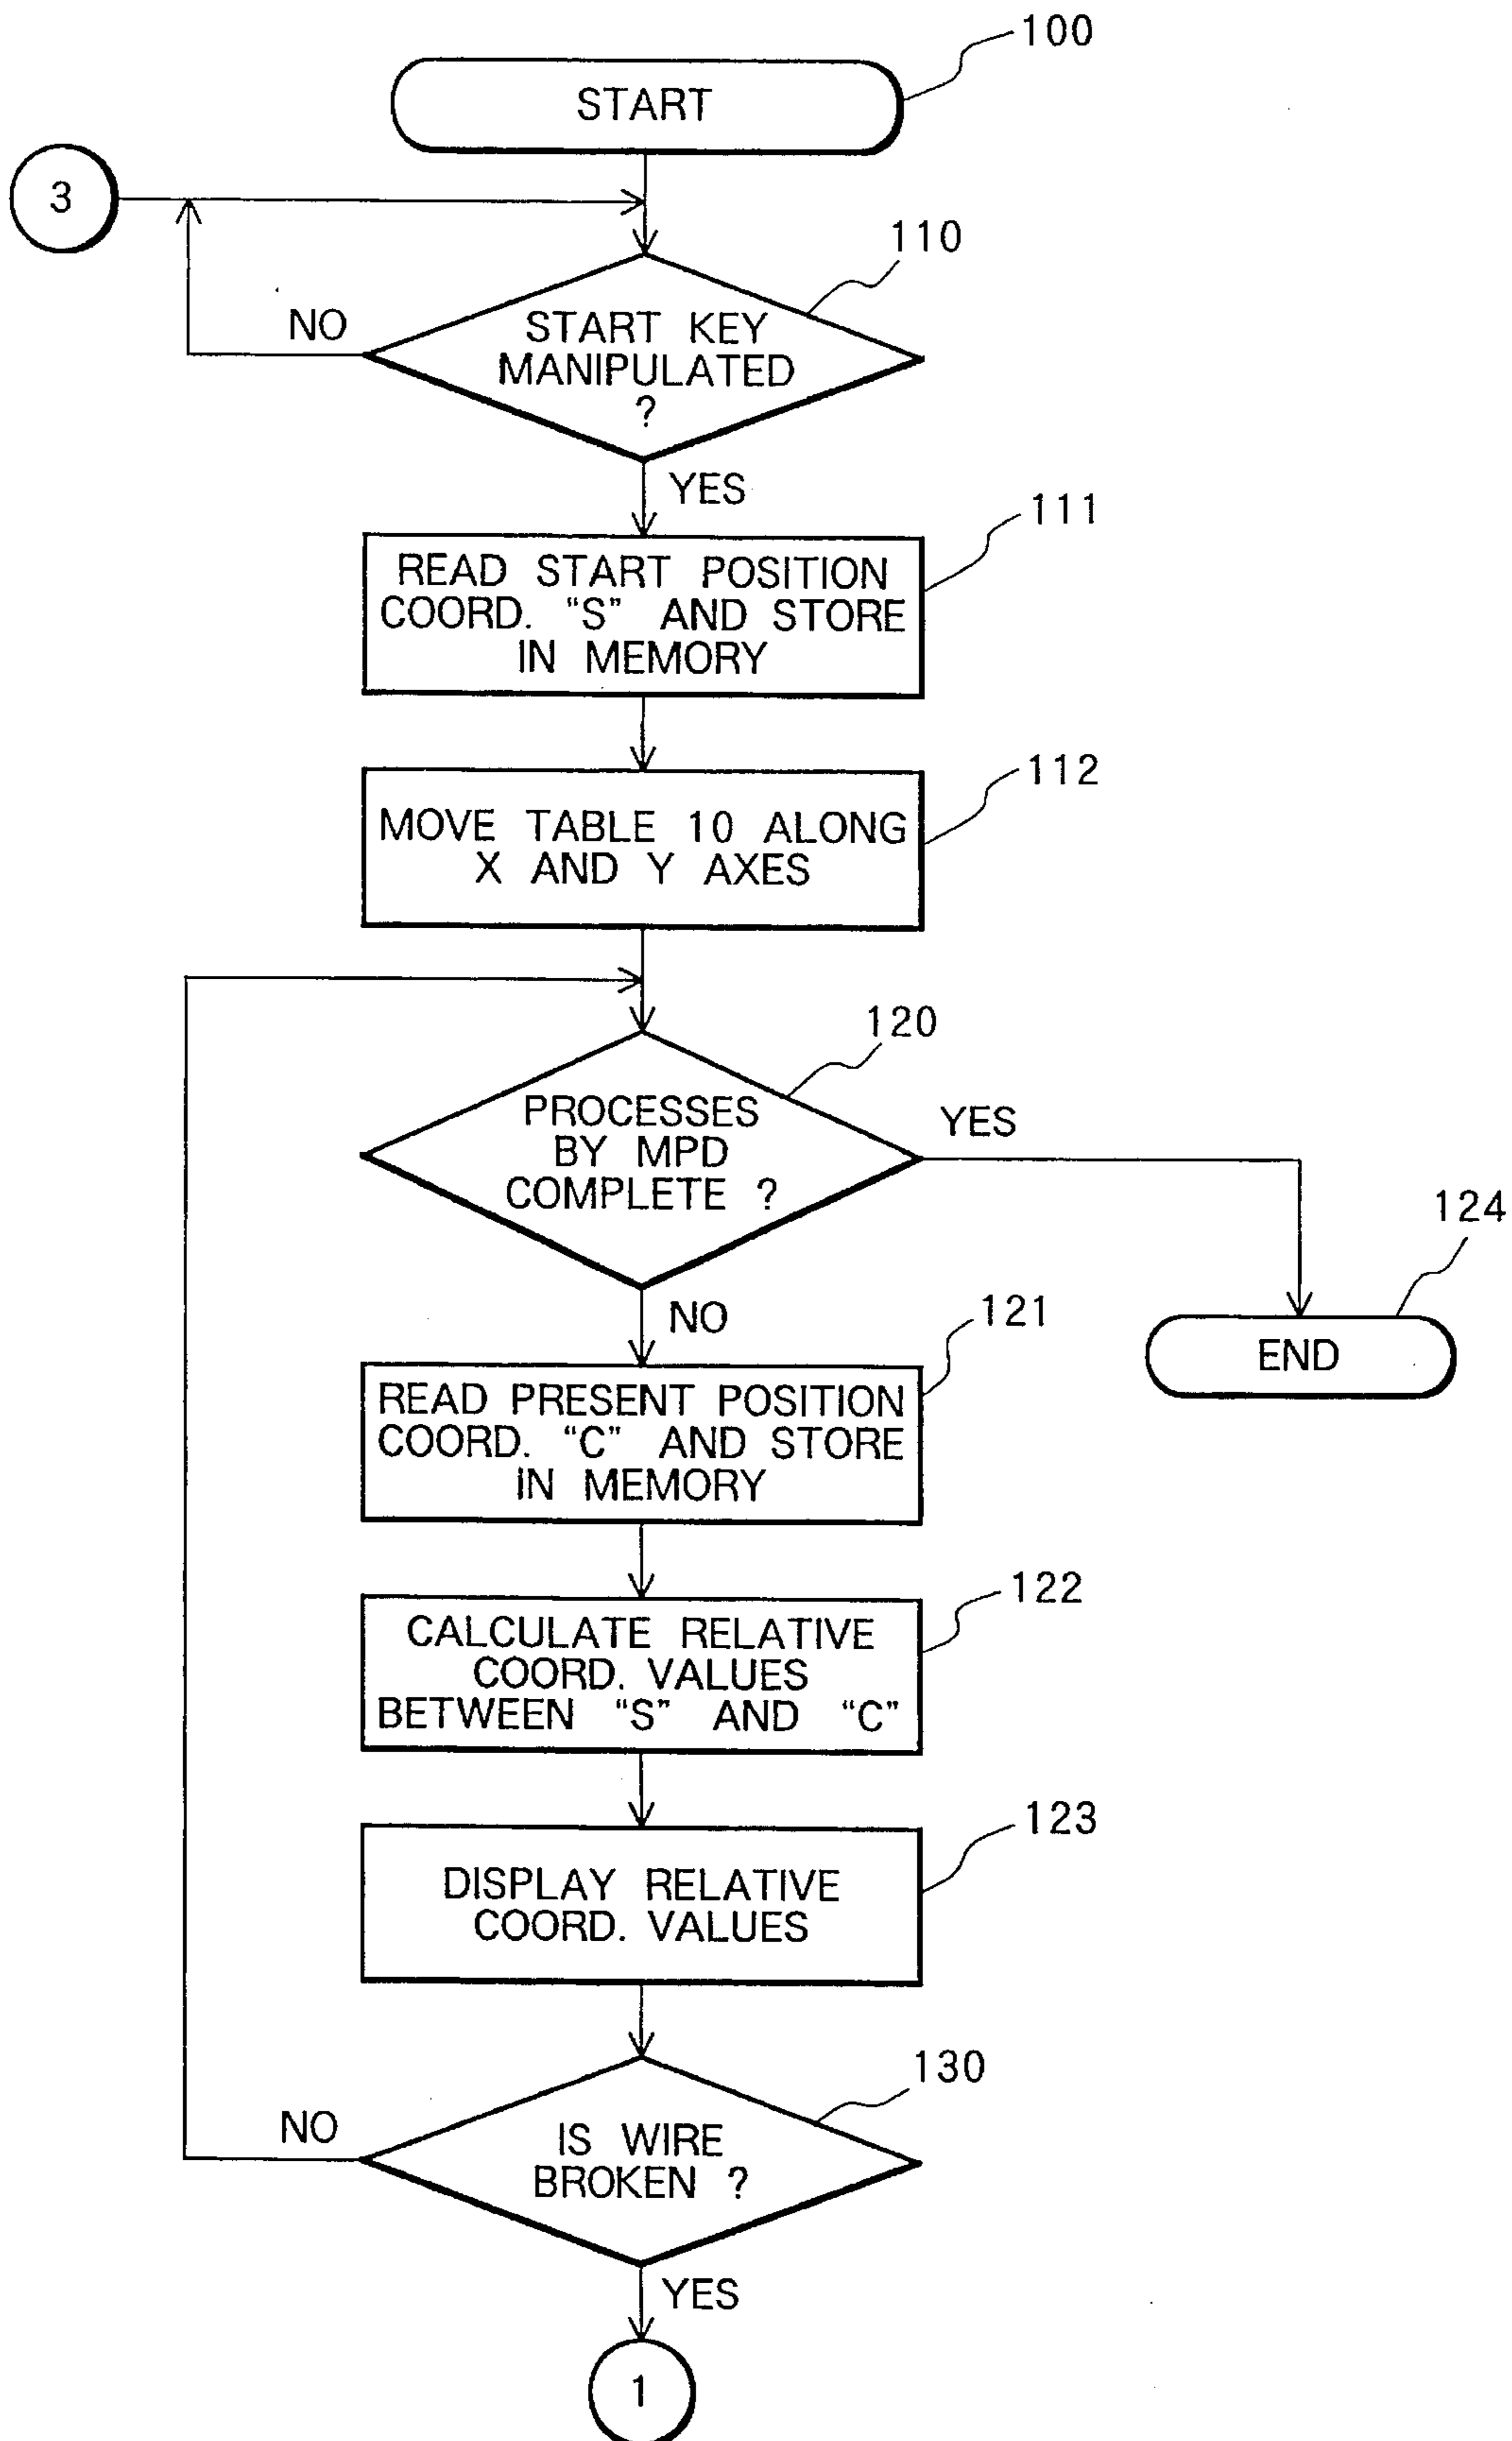 100
START
3
110
NO
START KEY
MANIPULATED
?
YES
111
READ START POSITION
COORD. “S” AND STORE
IN MEMORY
112
MOVE TABLE 10 ALONG
X AND Y AXES
120
PROCESSES
BY MPD
COMPLETE ?
YES
124
END
NO
121
READ PRESENT POSITION
COORD. “C” AND STORE
IN MEMORY
122
CALCULATE RELATIVE
COORD. VALUES
BETWEEN “S” AND “C”
123
DISPLAY RELATIVE
COORD. VALUES
130
NO
IS WIRE
BROKEN ?
YES
1